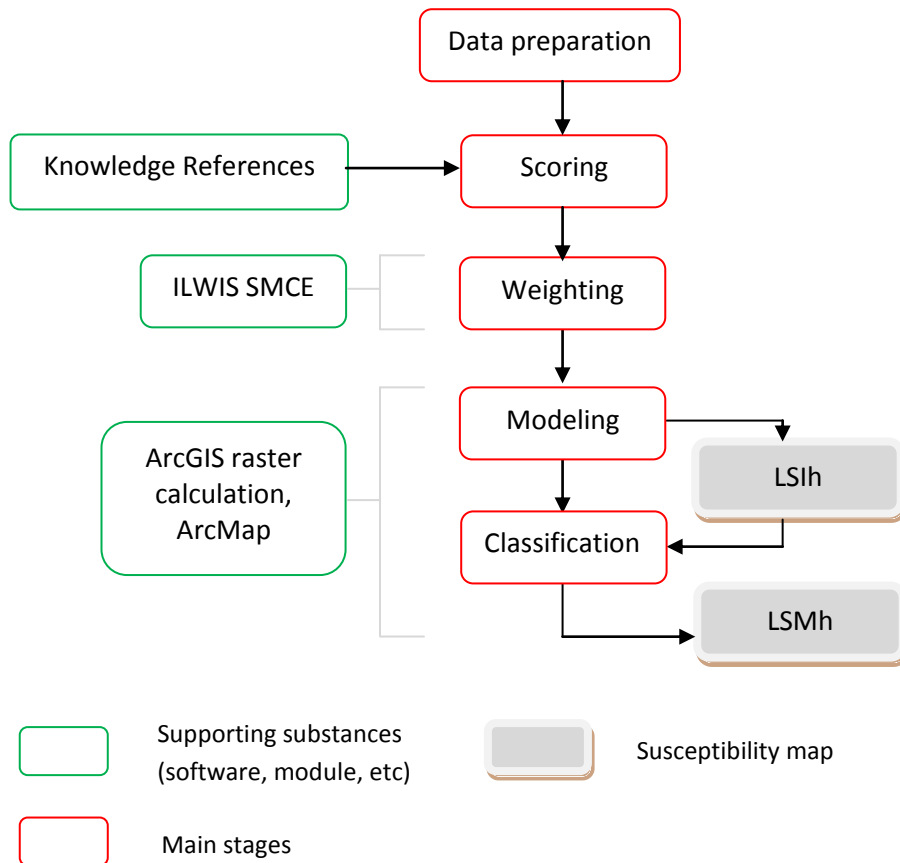 Data preparation
Knowledge References
Scoring
ILWIS SMCE
Weighting
Modeling
ArcGIS raster
calculation,
ArcMap
LSIh
Classification
LSMh
Supporting substances
(software, module, etc)
Susceptibility map
Main stages